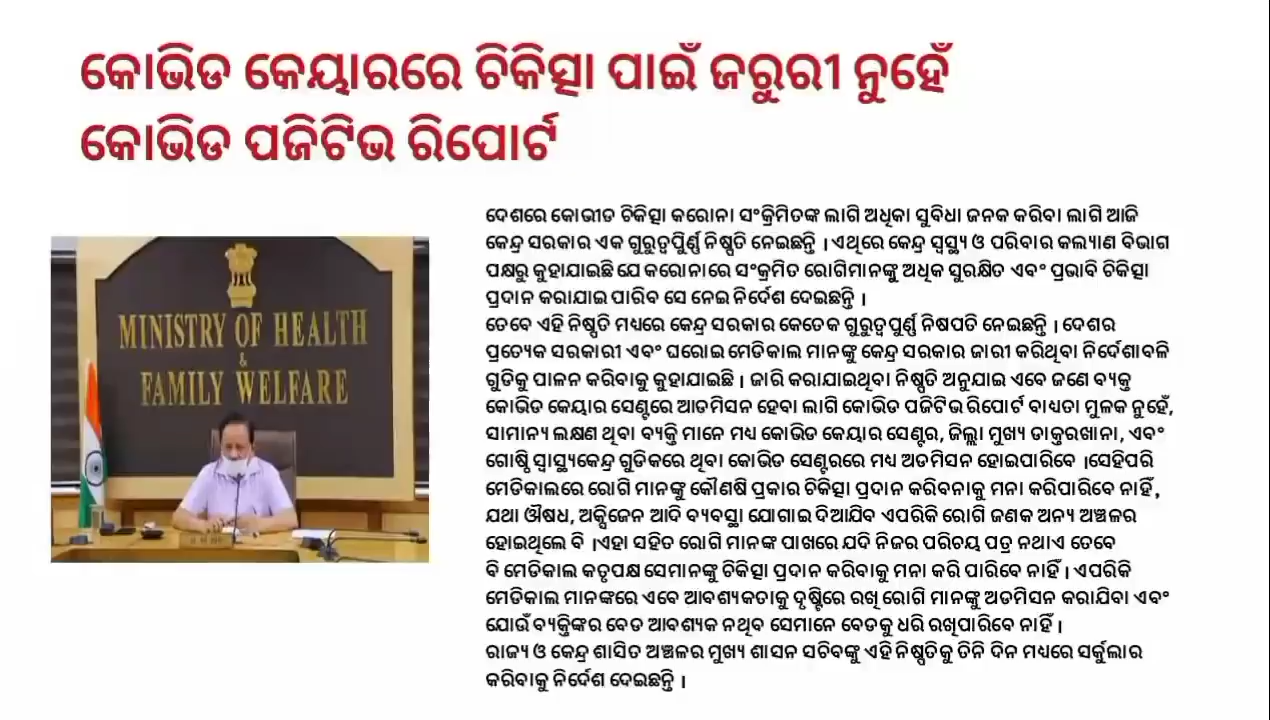 କୋଭିଡ କେୟାରରେ ଚିକିତ୍ସା ପାଇଁ ଜରୁରୀ ନୁହେଁ
କୋଭିଡ ପଜିଟିଭ ରିପୋର୍ଟ
MINISTRY OF HEALTH
&
FAMILY WELFARE
ଦେଶରେ କୋଭୀଡ ଚିକିତ୍ସା କରୋନା ସଂକ୍ରିମିତଙ୍କ ଲାଗି ଅଧିକା ସୁବିଧା ଜନକ କରିବା ଲାଗି ଆଜି
କେନ୍ଦ୍ର ସରକାର ଏକ ଗୁରୁତ୍ୱପୁିର୍ଣ୍ଣ ନିଷ୍ପତି ନେଇଛନ୍ତି । ଏଥିରେ କେନ୍ଦ୍ର ସ୍ୱସ୍ଥ୍ୟ ଓ ପରିବାର କଲ୍ୟାଣ ବିଭାଗ
ପକ୍ଷରୁ କୁହାଯାଇଛି ଯେ କରୋନାରେ ସଂକ୍ରମିତ ରୋଗିମାନଙ୍କୁ ଅଧିକ ସୁରକ୍ଷିତ ଏବଂ ପ୍ରଭାବି ଚିକିତ୍ସା
ପ୍ରଦାନ କରାଯାଇ ପାରିବ ସେ ନେଇ ନିର୍ଦେଶ ଦେଇଛନ୍ତି ।
ତେବେ ଏହି ନିଷ୍ପତି ମଧ୍ୟରେ କେନ୍ଦ୍ର ସରକାର କେତେକ ଗୁରୁତ୍ୱପୁର୍ଣ୍ଣ ନିଷପତି ନେଇଛନ୍ତି । ଦେଶର
ପ୍ରତ୍ୟେକ ସରକାରୀ ଏବଂ ଘରୋଇ ମେଡିକାଲ ମାନଙ୍କୁ କେନ୍ଦ୍ର ସରକାର ଜାରୀ କରିଥିବା ନିର୍ଦେଶାବଳି
ଗୁଡିକୁ ପାଳନ କରିବାକୁ କୁହାଯାଇଛି । ଜାରି କରାଯାଇଥିବା ନିଷ୍ପତି ଅନୁଯାଇ ଏବେ ଜଣେ ବ୍ୟକ୍ତ
କୋଭିଡ କେୟାର ସେଣ୍ଟରେ ଆଡମିସନ ହେବା ଲାଗି କୋଭିଡ ପଜିଟିଭ ରିପୋର୍ଟ ବାଧ୍ୟତା ମୁଳକ ନୁହେଁ,
ସାମାନ୍ୟ ଲକ୍ଷଣ ଥିବା ବ୍ୟକ୍ତି ମାନେ ମଧ୍ୟ କୋଭିଡ କେୟାର ସେଣ୍ଟର, ଜିଲ୍ଲା ମୁଖ୍ୟ ଡାକ୍ତରଖାନା, ଏବଂ
ଗୋଷ୍ଠି ସ୍ୱାସ୍ଥ୍ୟକେନ୍ଦ୍ର ଗୁଡିକରେ ଥିବା କୋଭିଡ ସେଣ୍ଟରରେ ମଧ୍ୟ ଅଡମିସନ ହୋଇପାରିବେ ।ସେହିପରି
ମେଡିକାଲରେ ରୋଗି ମାନଙ୍କୁ କୌଣଷି ପ୍ରକାର ଚିକିତ୍ସା ପ୍ରଦାନ କରିବନାକୁ ମନା କରିପାରିବେ ନାହିଁ,
ଯଥା ଔଷଧ, ଅକ୍ସିଜେନ ଆଦି ବ୍ୟବସ୍ଥା ଯୋଗାଇ ଦିଆଯିବ ଏପରିକି ରୋଗି ଜଣକ ଅନ୍ୟ ଅଞ୍ଚଳର
ହୋଇଥିଲେ ବି ।ଏହା ସହିତ ରୋଗି ମାନଙ୍କ ପାଖରେ ଯଦି ନିଜର ପରିଚୟ ପତ୍ର ନଥାଏ ତେବେ
ବି ମେଡିକାଲ କତୃପକ୍ଷ ସେମାନଙ୍କୁ ଚିକିତ୍ସା ପ୍ରଦାନ କରିବାକୁ ମନା କରି ପାରିବେ ନାହିଁ । ଏପରିକି
ମେଡିକାଲ ମାନଙ୍କରେ ଏବେ ଆବଶ୍ୟକତାକୁ ଦୃଷ୍ଟିରେ ରଖି ରୋଗି ମାନଙ୍କୁ ଅଡମିସନ କରାଯିବା ଏବଂ
ଯୋଉଁ ବ୍ୟକ୍ତିଙ୍କର ବେଡ ଆବଶ୍ୟକ ନଥିବ ସେମାନେ ବେଡକୁ ଧରି ରଖିପାରିବେ ନାହିଁ ।
ରାଜ୍ୟ ଓ କେନ୍ଦ୍ର ଶାସିତ ଅଞ୍ଚଳର ମୁଖ୍ୟ ଶାସନ ସଚିବଙ୍କୁ ଏହି ନିଷ୍ପତିକୁ ତିନି ଦିନ ମଧ୍ୟରେ ସର୍କୁଲାର
କରିବାକୁ ନିର୍ଦେଶ ଦେଇଛନ୍ତି ।